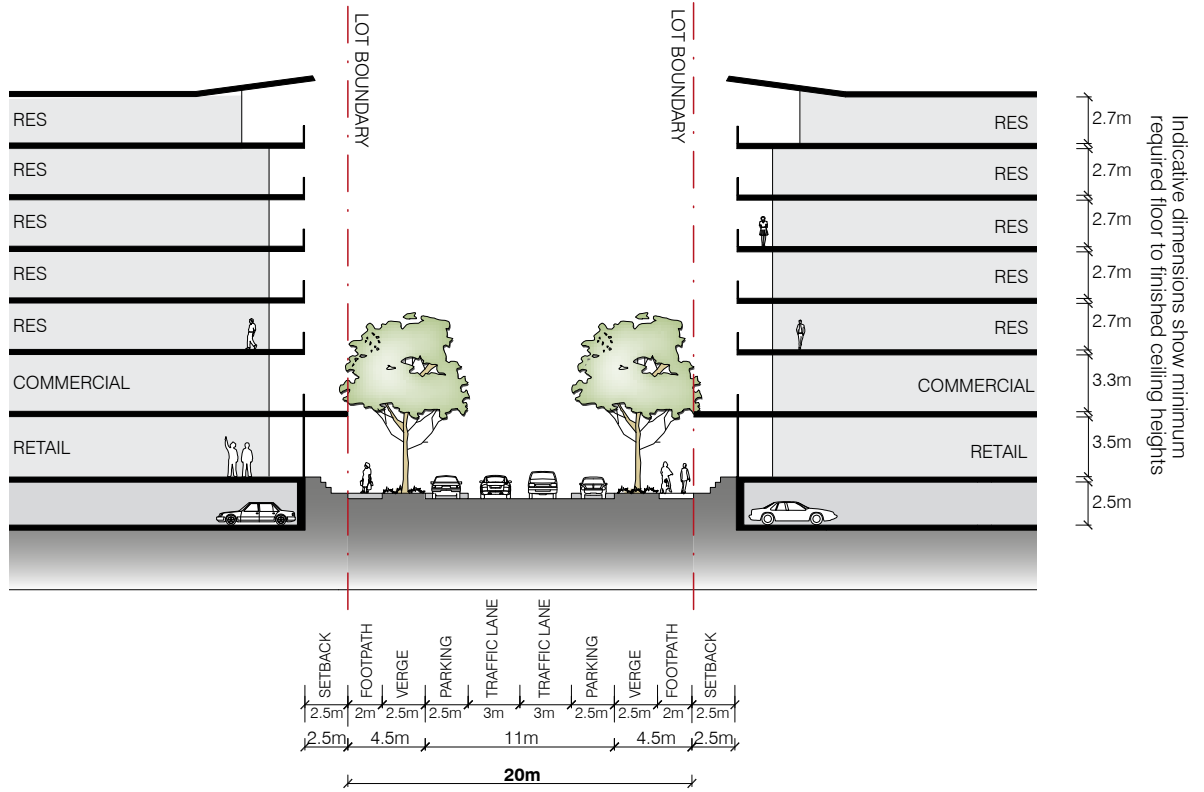 LOT BOUNDARY
LOT BOUNDARY
RES
RES
RES
RES
RES
COMMERCIAL
RETAIL
RES
RES
RES
RES
RES
COMMERCIAL
RETAIL
2.7m
2.7m
2.7m
2.7m
2.7m
3.3m
3.5m
2.5m
Indicative dimensions show minimum
required floor to finished ceiling heights
SETBACK
FOOTPATH
VERGE
PARKING
TRAFFIC LANE
TRAFFIC LANE
PARKING
VERGE
FOOTPATH
SETBACK
2.5m 2m 2.5m 2.5m 3m 3m 2.5m 2.5m 2m 2.5m
2.5m 4.5m 11m 4.5m 2.5m
20m